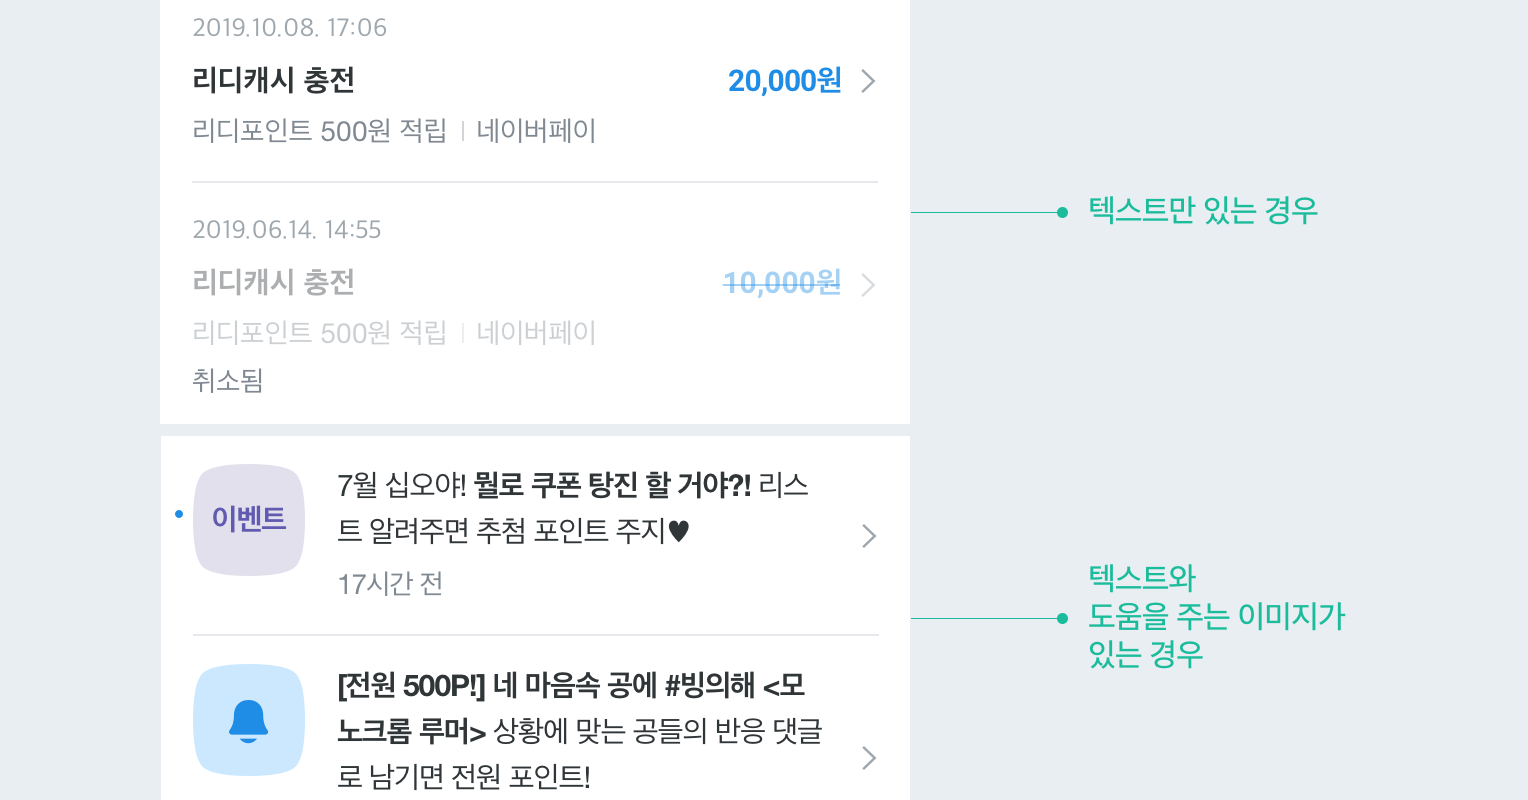 2019.10.08. 17:06
리디캐시 충전
20,000원
리디포인트 500원 적립 | 네이버페이
2019.06.14. 14:55
리디캐시 충전
10,000원
리디포인트 500원 적립 | 네이버페이
취소됨
텍스트만 있는 경우
이벤트
7월 십오야! 뭘로 쿠폰 탕진 할 거야?! 리스
트 알려주면 추첨 포인트 주지♥
17시간 전
텍스트와
도움을 주는 이미지가
있는 경우
[전원 500P!] 네 마음속 공에 #빙의해 <모
노크롬 루머> 상황에 맞는 공들의 반응 댓글
로 남기면 전원 포인트!